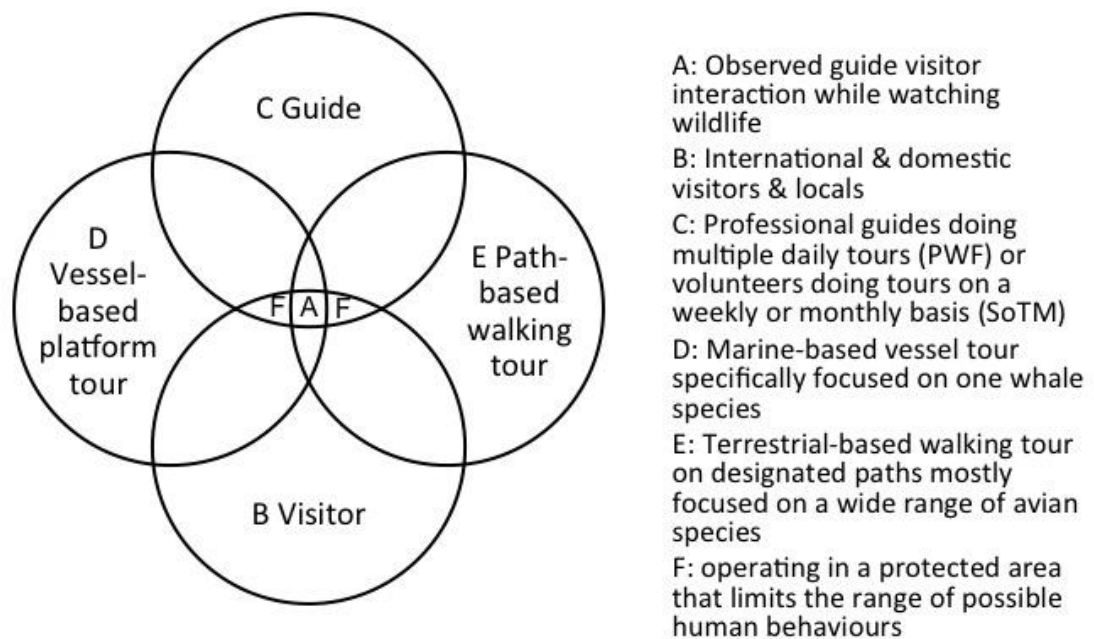 C Guide
D
Vessel-
based
platform
tour
F A F
E Path-
based
walking
tour
B Visitor
A: Observed guide visitor
interaction while watching
wildlife
B: International & domestic
visitors & locals
C: Professional guides doing
multiple daily tours (PWF) or
volunteers doing tours on a
weekly or monthly basis (SoTM)
D: Marine-based vessel tour
specifically focused on one whale
species
E: Terrestrial-based walking tour
on designated paths mostly
focused on a wide range of avian
species
F: operating in a protected area
that limits the range of possible
human behaviours